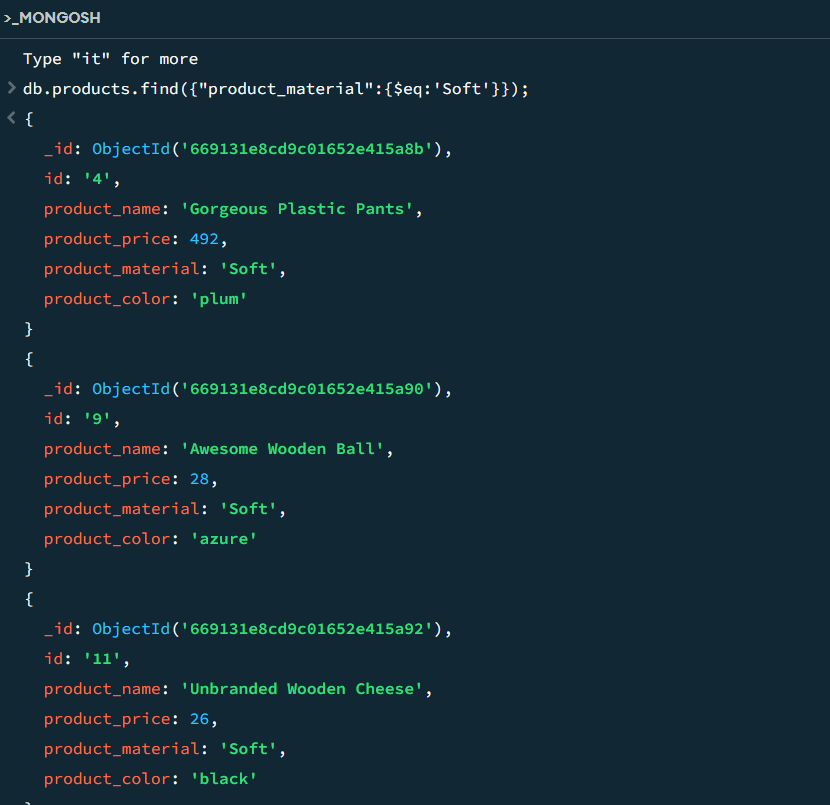 >_MONGOSH
Type "it" for more
> db.products.find({"product_material":{$eq:'Soft'}});
< {
_id: ObjectId('669131e8cd9c01652e415a8b'),
id: '4',
product_name: 'Gorgeous Plastic Pants',
product_price: 492,
product_material: 'Soft',
product_color: 'plum'
}
{
_id: ObjectId('669131e8cd9c01652e415a90'),
id: '9',
product_name: 'Awesome Wooden Ball',
product_price: 28,
product_material: 'Soft',
product_color: 'azure'
}
{
_id: ObjectId('669131e8cd9c01652e415a92'),
id: '11',
product_name: 'Unbranded Wooden Cheese',
product_price: 26,
product_material: 'Soft',
product_color: 'black'
}